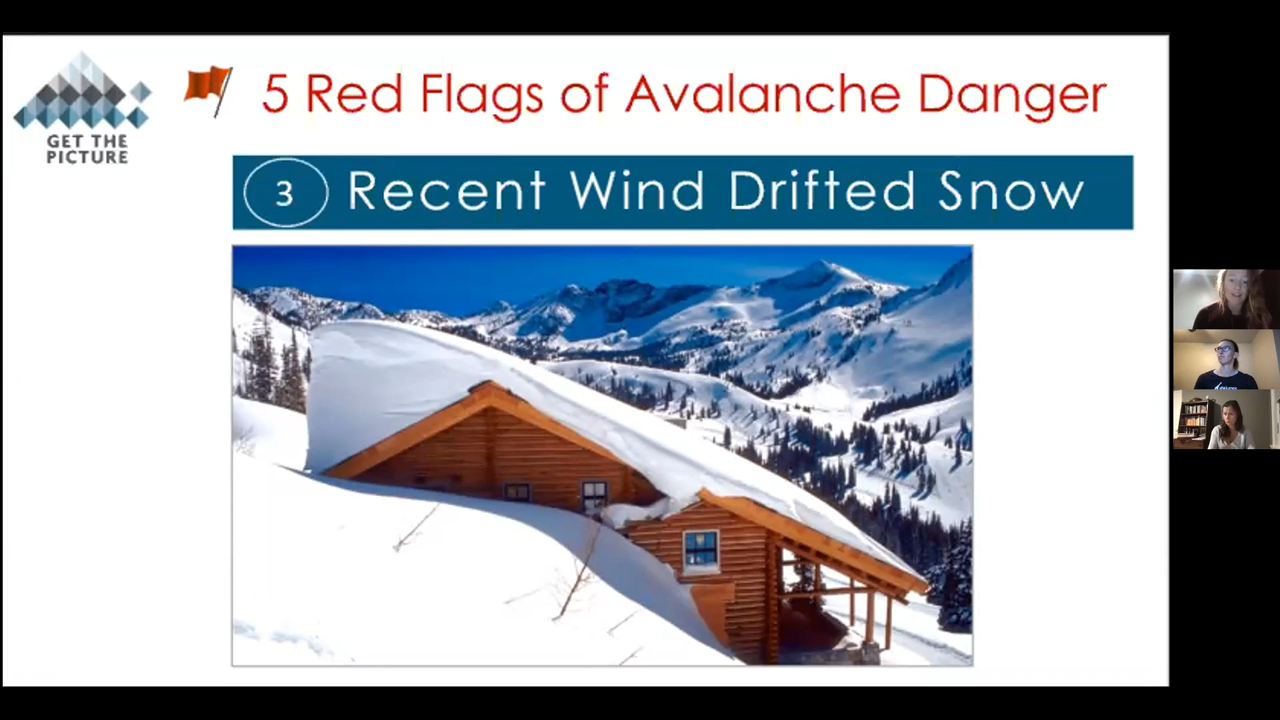 5 Red Flags of Avalanche Danger
GET THE
PICTURE
3 Recent Wind Drifted Snow